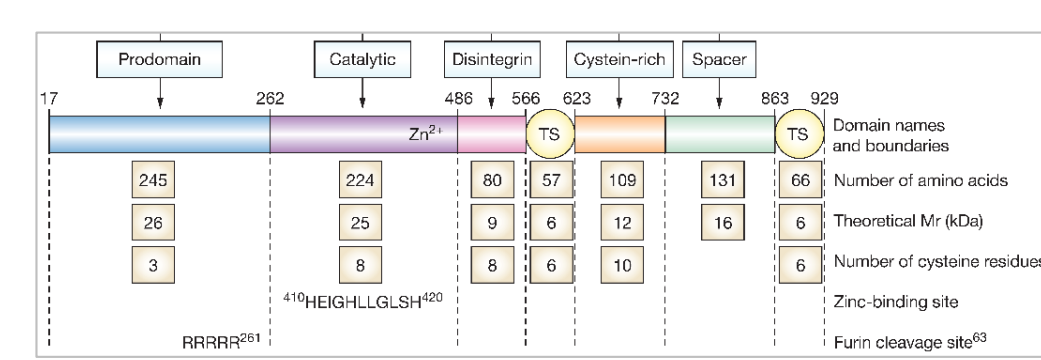 Prodomain Catalytic Disintegrin Cystein-rich Spacer
17 262 486 566 623 732 863 929
Zn2+ TS TS Domain names
and boundaries
245 224 80 57 109 131 66 Number of amino acids
26 25 9 6 12 16 6 Theoretical Mr (kDa)
3 8 8 6 10 6 Number of cysteine residues
410HEIGHLLGLSH420 Zinc-binding site
RRRRR261 Furin cleavage site63